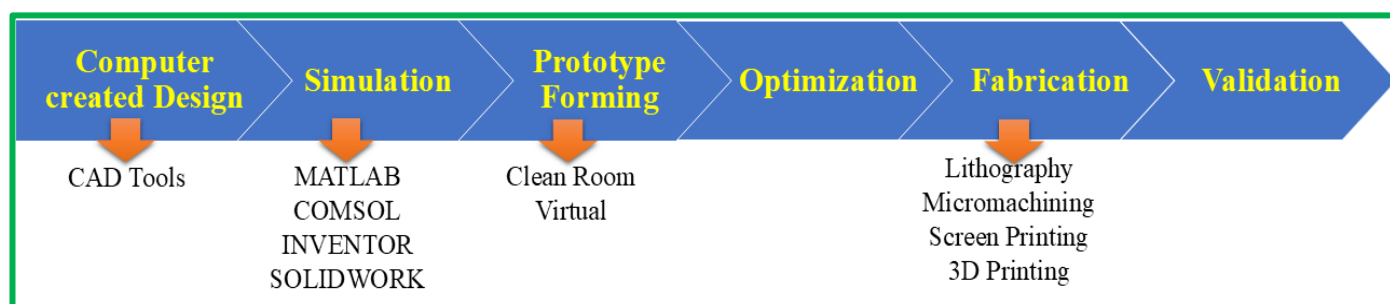 Computer
created Design
Simulation
Prototype
Forming
Optimization
Fabrication
Validation
CAD Tools
MATLAB
COMSOL
INVENTOR
SOLIDWORK
Clean Room
Virtual
Lithography
Micromachining
Screen Printing
3D Printing